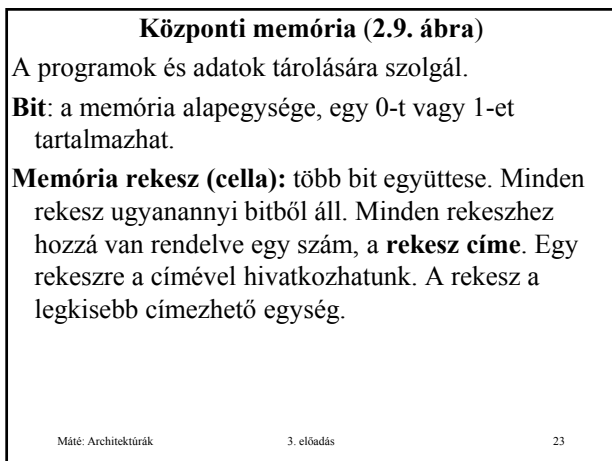 Központi memória (2.9. ábra)
A programok és adatok tárolására szolgál.
Bit: a memória alapegysége, egy 0-t vagy 1-et
tartalmazhat.
Memória rekesz (cella): több bit együttese. Minden
rekesz ugyanannyi bitből áll. Minden rekeszhez
hozzá van rendelve egy szám, a rekesz címe. Egy
rekeszre a címével hivatkozhatunk. A rekesz a
legkisebb címezhető egység.
Máté: Architektúrák 3. előadás 23